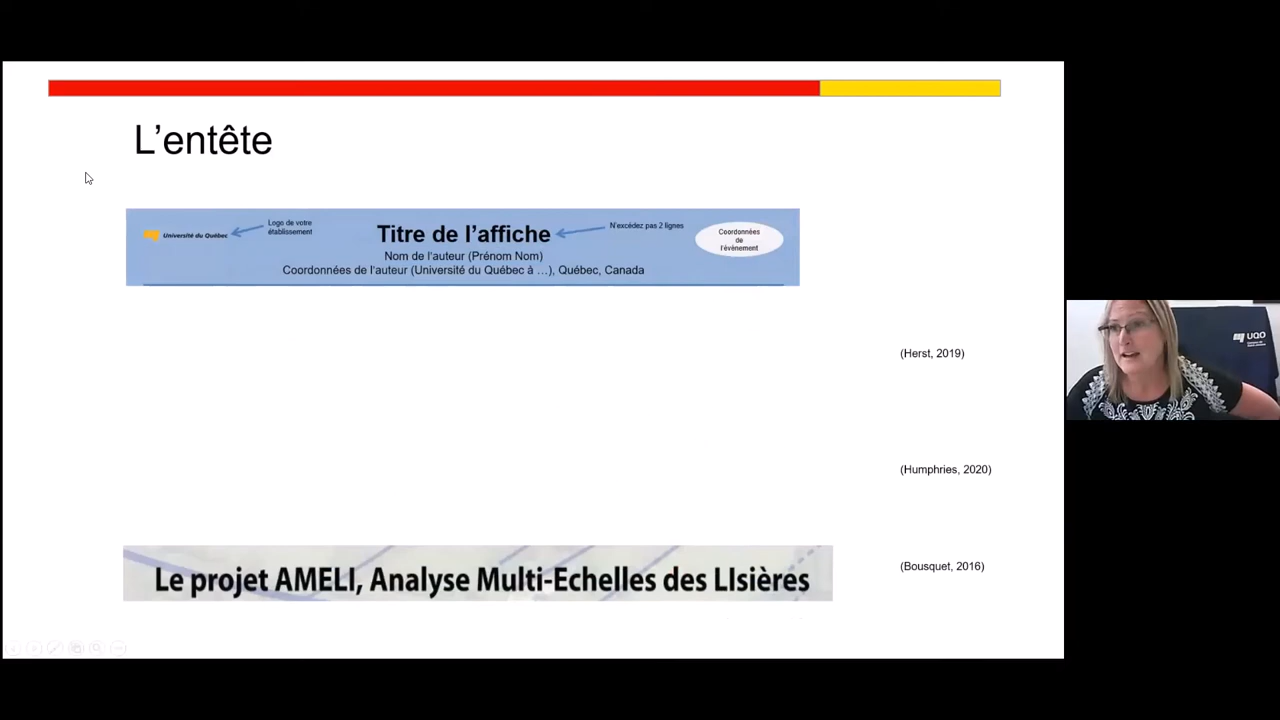 L’entête
Université du Québec
Logo de votre
établissement
Titre de l’affiche
N’excédez pas 2 lignes
Coordonnées
de
l’évènement
Nom de l’auteur (Prénom Nom)
Coordonnées de l’auteur (Université du Québec à …), Québec, Canada
(Herst, 2019)
UQO
(Humphries, 2020)
Le projet AMELI, Analyse Multi-Echelles des LIsières
(Bousquet, 2016)